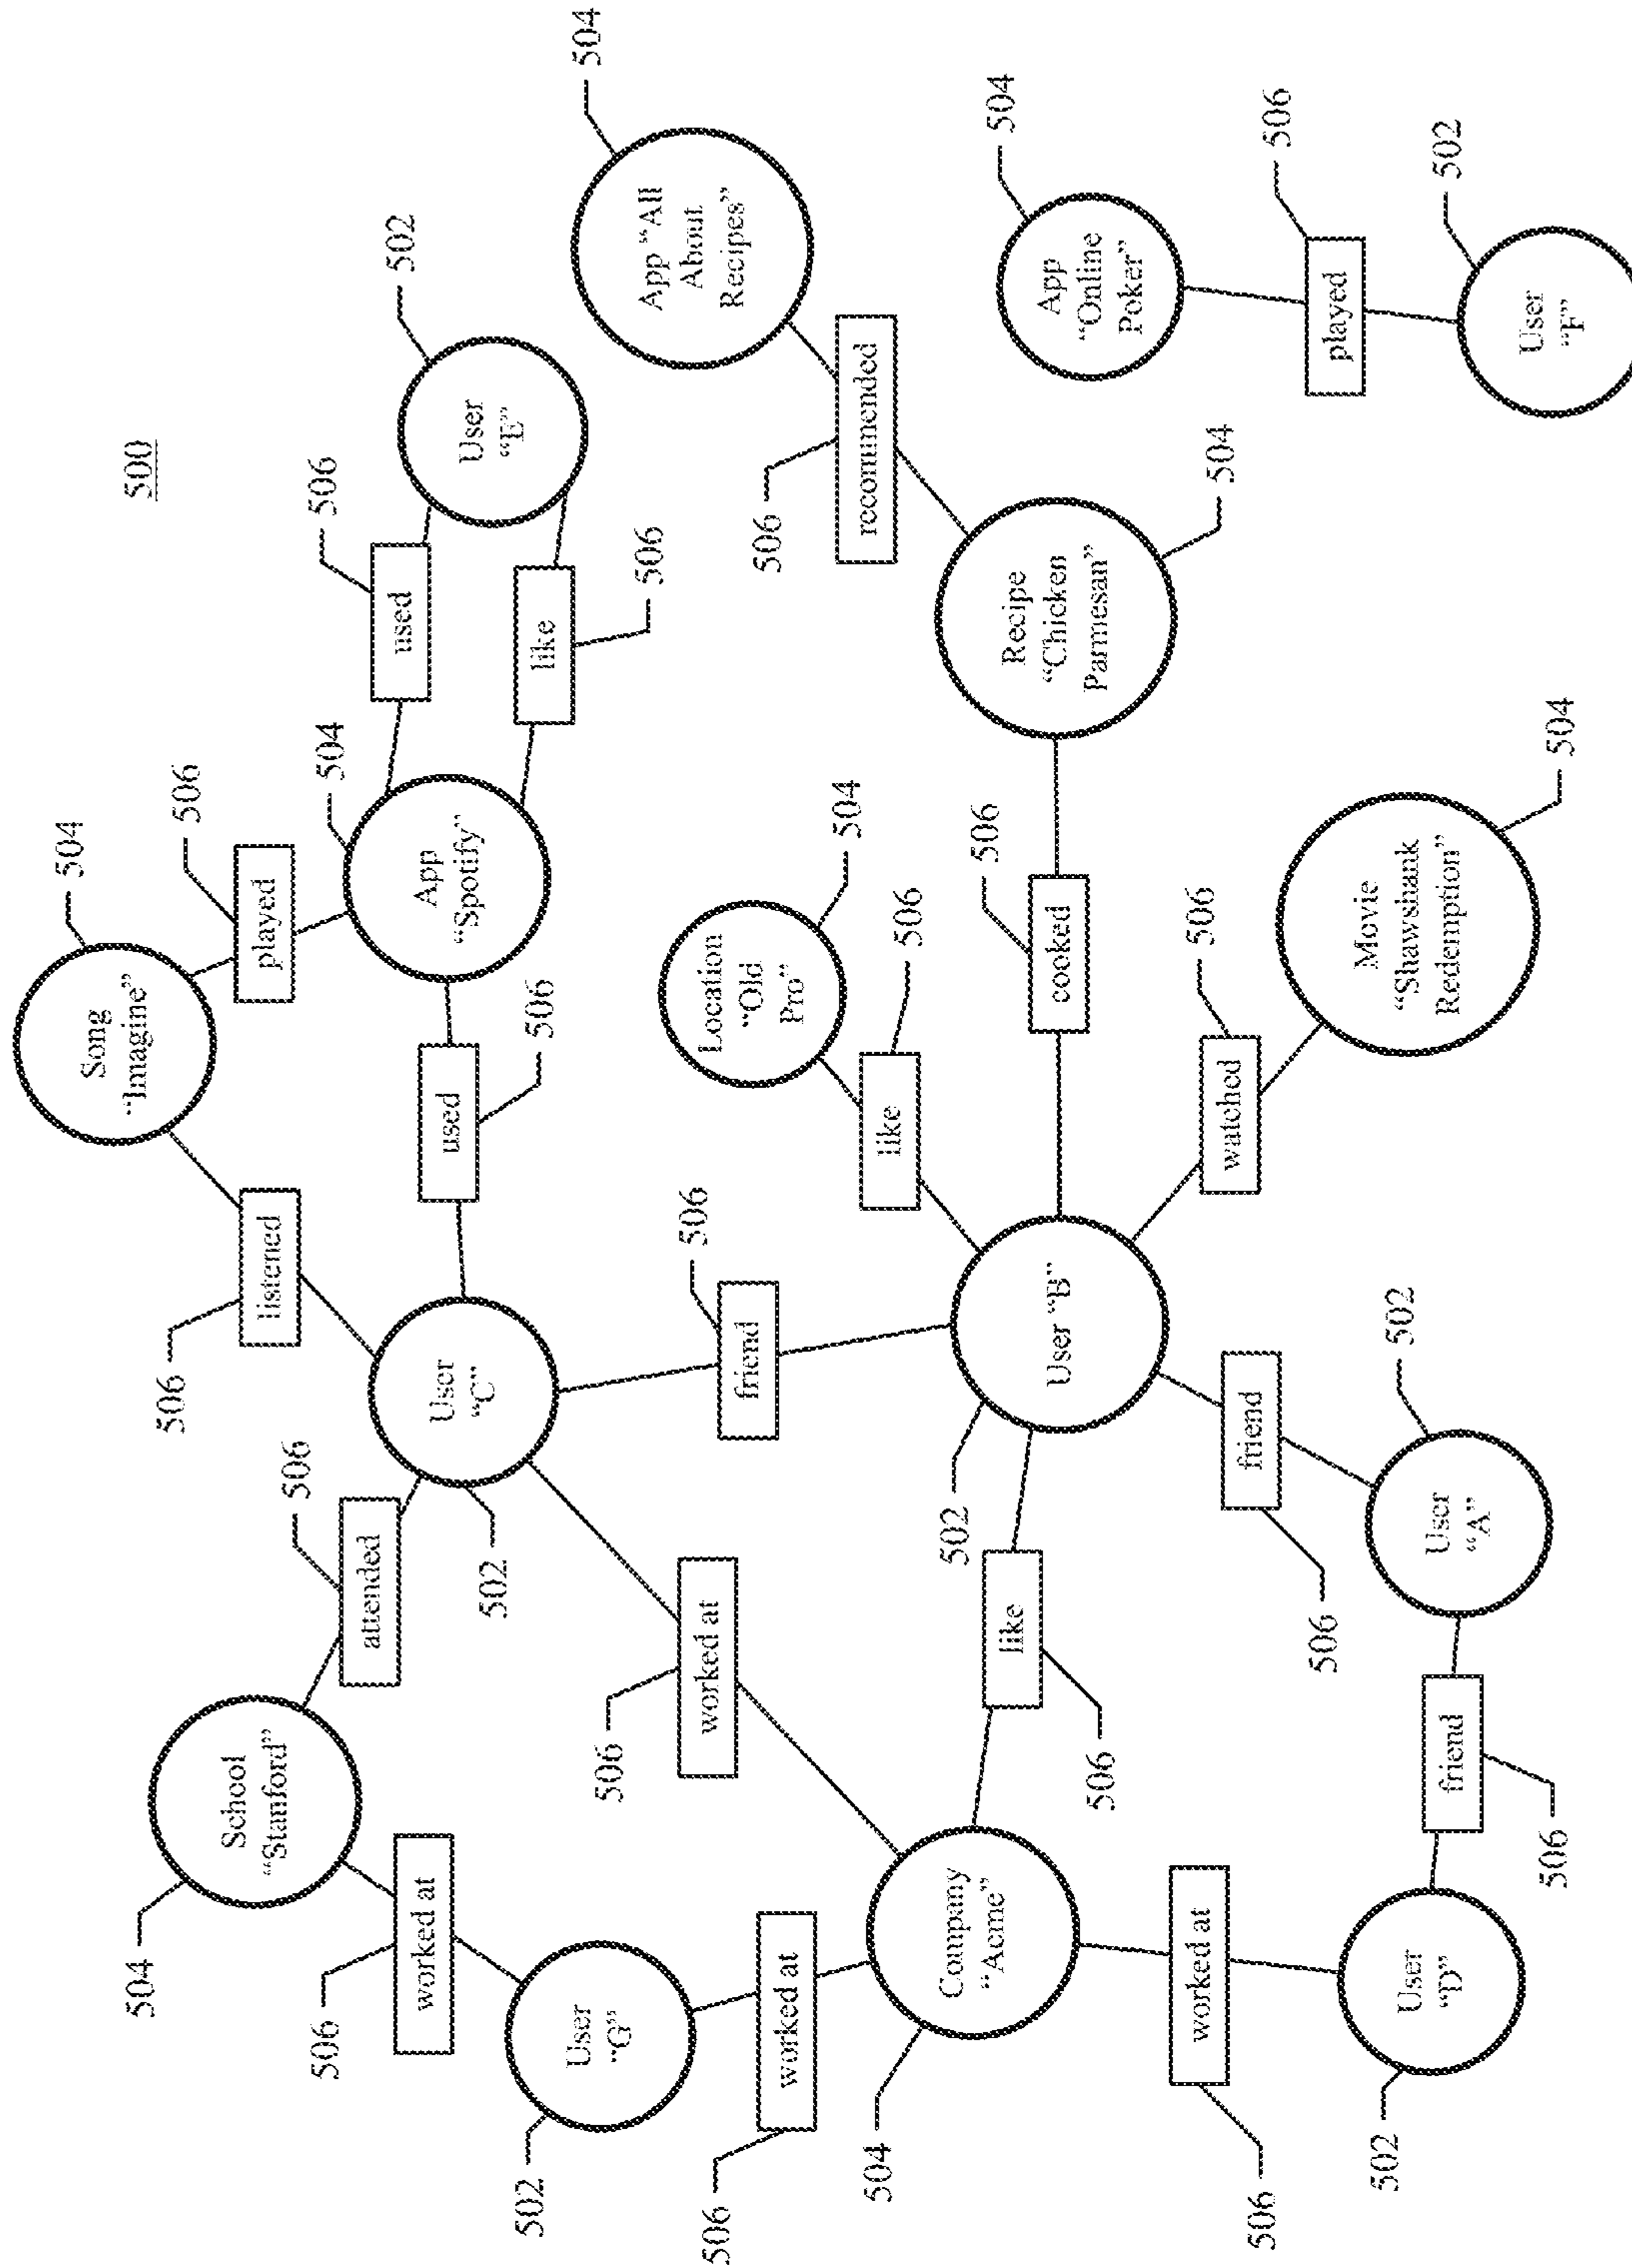 500
504
School
“Stanford”
506
attended
506
listened
504
Song
“Imagine”
506
played
506
worked at
502
User
“C”
506
used
504
App
“Spotify”
506
used
506
like
502
User
“E”
502
User
“G”
506
worked at
506
worked at
506
friend
504
Location
“Old
Pro”
506
like
506
recommended
504
App “All
About
Recipes”
504
Company
“Acme”
506
like
502
User “B”
506
cooked
504
Recipe
“Chicken
Parmesan”
504
App
“Online
Poker”
506
worked at
506
friend
506
watched
506
played
502
User
“D”
506
friend
502
User
“A”
504
Movie
“Shawshank
Redemption”
502
User
“F”